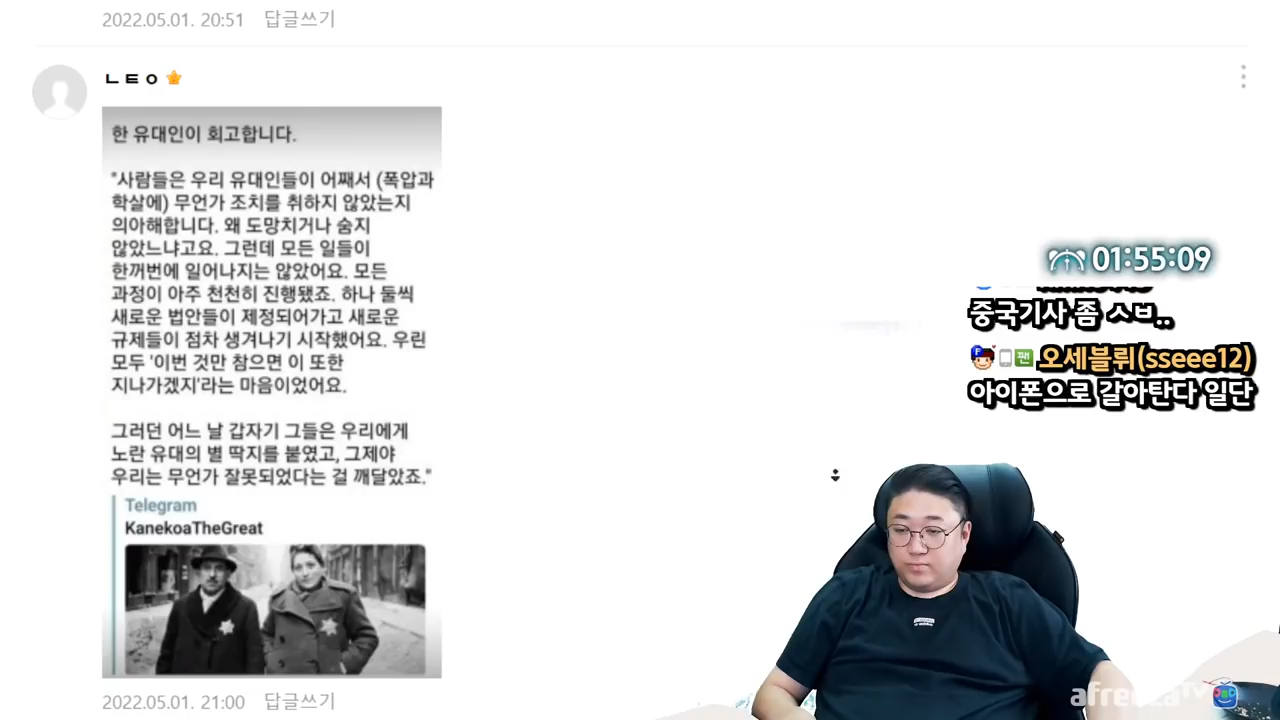 2022.05.01. 20:51 답글쓰기
ㄴㅌㅇ
한 유대인이 회고합니다.
"사람들은 우리 유대인들이 어째서 (폭압과
학살에) 무언가 조치를 취하지 않았는지
의아해합니다. 왜 도망치거나 숨지
않았느냐고요. 그런데 모든 일들이
한꺼번에 일어나지는 않았어요. 모든
과정이 아주 천천히 진행됐죠. 하나 둘씩
새로운 법안들이 제정되어가고 새로운
규제들이 점차 생겨나기 시작했어요. 우린
모두 '이번 것만 참으면 이 또한
지나가겠지'라는 마음이었어요.
그러던 어느 날 갑자기 그들은 우리에게
노란 유대의 별 딱지를 붙였고, 그제야
우리는 무언가 잘못되었다는 걸 깨달았죠."
Telegram
KanekoaTheGreat
2022.05.01. 21:00 답글쓰기
01:55:09
중국기사 좀 ㅅㅂ..
팬 오세블뤼(sseee12)
아이폰으로 갈아탄다 일단
afreecaTV